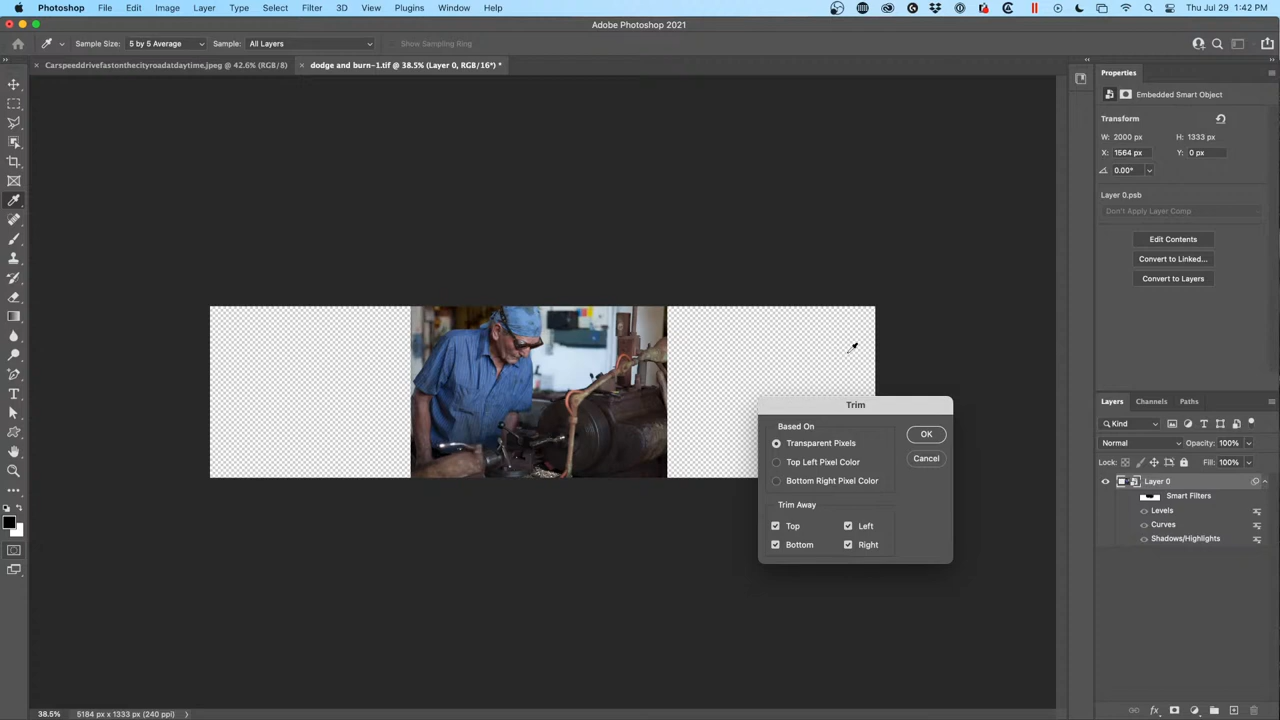 Photoshop File Edit Image Layer Type Select Filter 3D View Plugins Window Help Thu Jul 29 1:42 PM
Adobe Photoshop 2021
Sample Size: 5 by 5 Average Sample: All Layers Show Sampling Ring
Carspeeddrivefastonthecityroadatdaytime.jpeg @ 42.6% (RGB/8) dodge and burn-1.tif @ 38.5% (Layer 0, RGB/16*) *
Properties
Embedded Smart Object
Transform
W: 2000 px H: 1333 px
X: 1564 px Y: 0 px
0.00°
Layer 0.psb
Don't Apply Layer Comp
Edit Contents
Convert to Linked...
Convert to Layers
Trim
Based On
Transparent Pixels
Top Left Pixel Color
Bottom Right Pixel Color
OK
Cancel
Trim Away
Top Left
Bottom Right
Layers Channels Paths
Kind
Normal Opacity: 100%
Lock: Fill: 100%
Layer 0
Smart Filters
Levels
Curves
Shadows/Highlights
38.5% 5184 px x 1333 px (240 ppi)